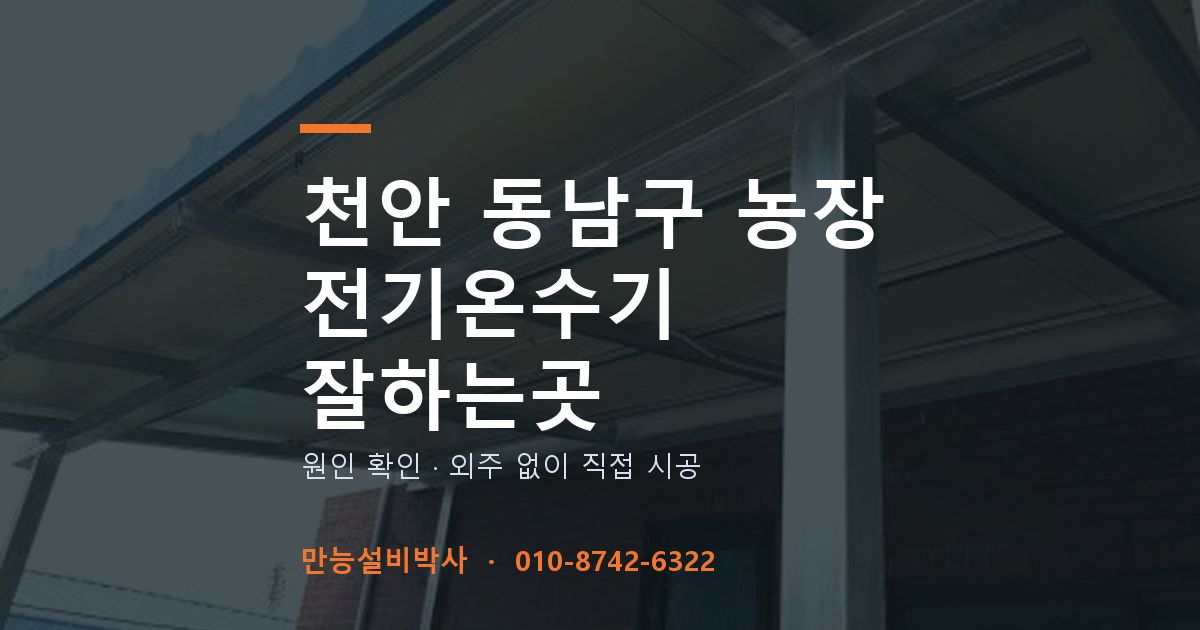 천안 동남구 농장
전기온수기
잘하는곳
원인 확인 · 외주 없이 직접 시공
만능설비박사 · 010-8742-6322